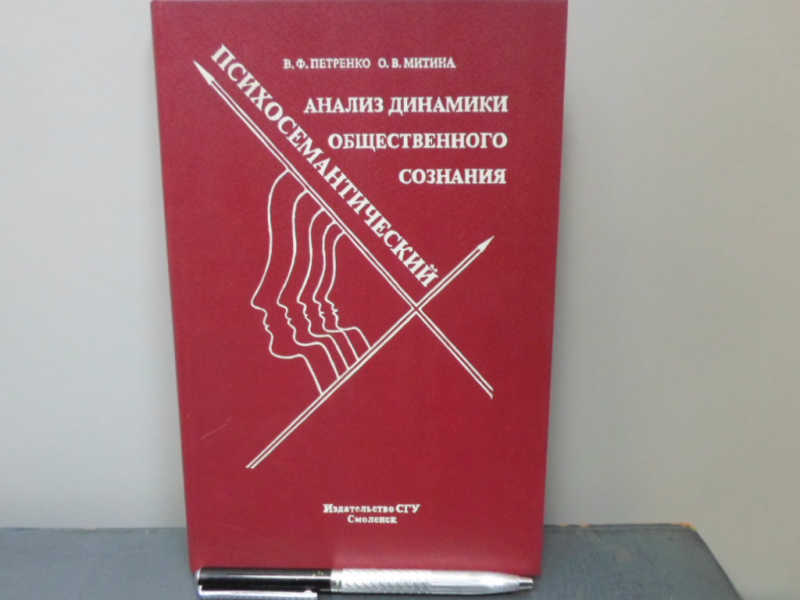 В. Ф. ПЕТРЕНКО О. В. МИТИНА
ПСИХОСЕМАНТИЧЕСКИЙ
АНАЛИЗ ДИНАМИКИ
ОБЩЕСТВЕННОГО
СОЗНАНИЯ
Издательство СГУ
Смоленск